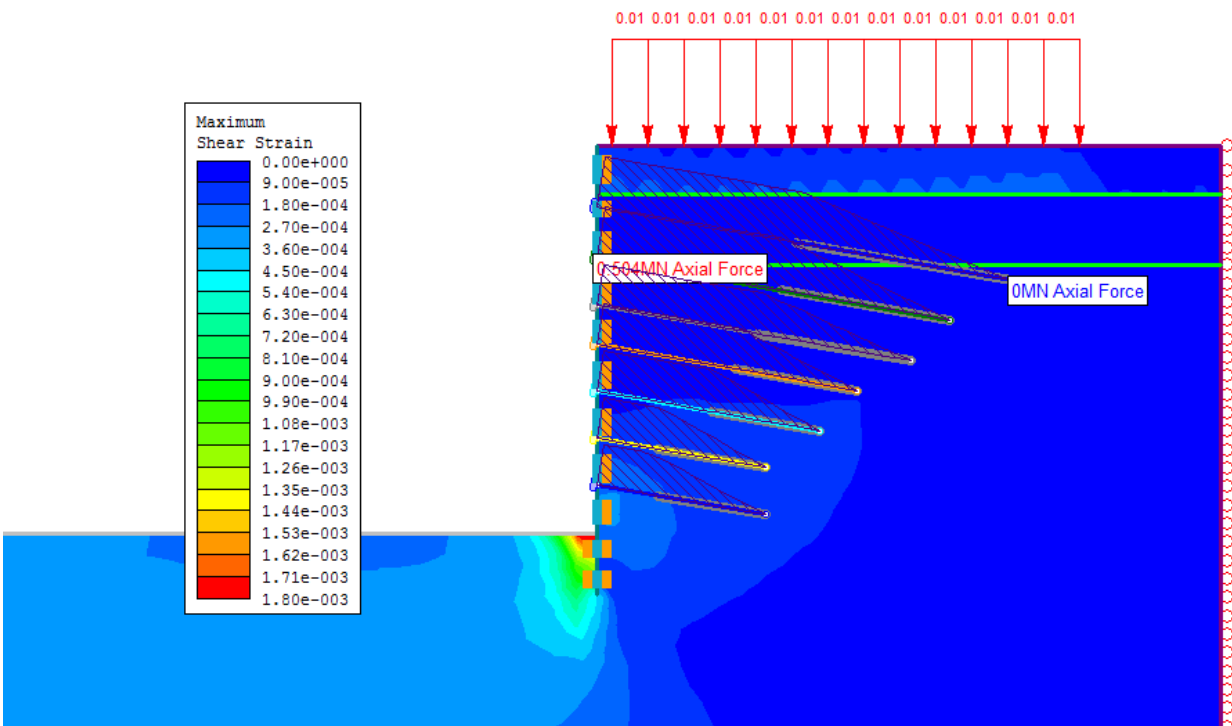 0.01 0.01 0.01 0.01 0.01 0.01 0.01 0.01 0.01 0.01 0.01 0.01 0.01
Maximum
Shear Strain
0.00e+000
9.00e-005
1.80e-004
2.70e-004
3.60e-004
4.50e-004
5.40e-004
6.30e-004
7.20e-004
8.10e-004
9.00e-004
9.90e-004
1.08e-003
1.17e-003
1.26e-003
1.35e-003
1.44e-003
1.53e-003
1.62e-003
1.71e-003
1.80e-003
0.504MN Axial Force
0MN Axial Force